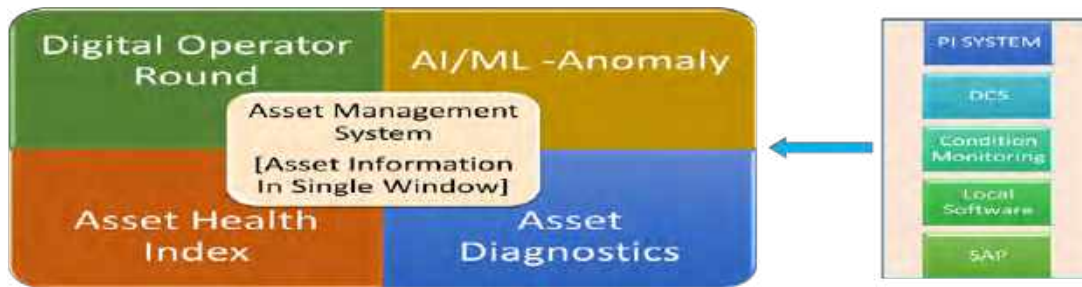 Digital Operator
Round
AI/ML -Anomaly
Asset Management
System
[Asset Information
In Single Window]
Asset Health
Index
Asset
Diagnostics
PI SYSTEM
DCS
Condition
Monitoring
Local
Software
SAP